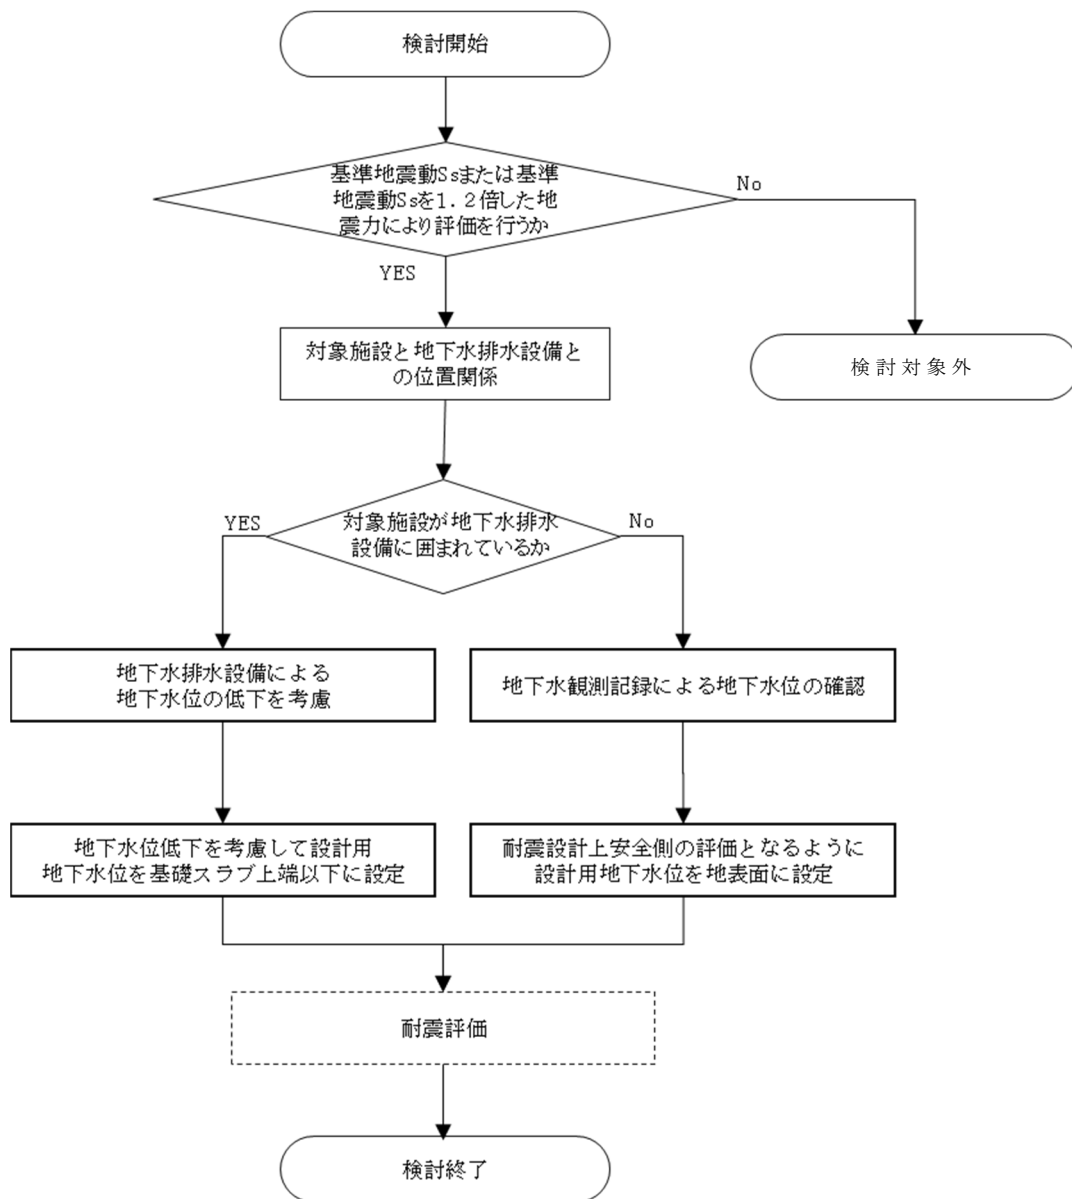 検討開始
基準地震動Ssまたは基準
地震動Ssを1.2倍した地
震力により評価を行うか
No
YES
対象施設と地下水排水設備と
の位置関係
検討対象外
YES
対象施設が地下水排水
設備に囲まれているか
No
地下水排水設備による
地下水位の低下を考慮
地下水観測記録による地下水位の確認
地下水位低下を考慮して設計用
地下水位を基礎スラブ上端以下に設定
耐震設計上安全側の評価となるように
設計用地下水位を地表面に設定
耐震評価
検討終了